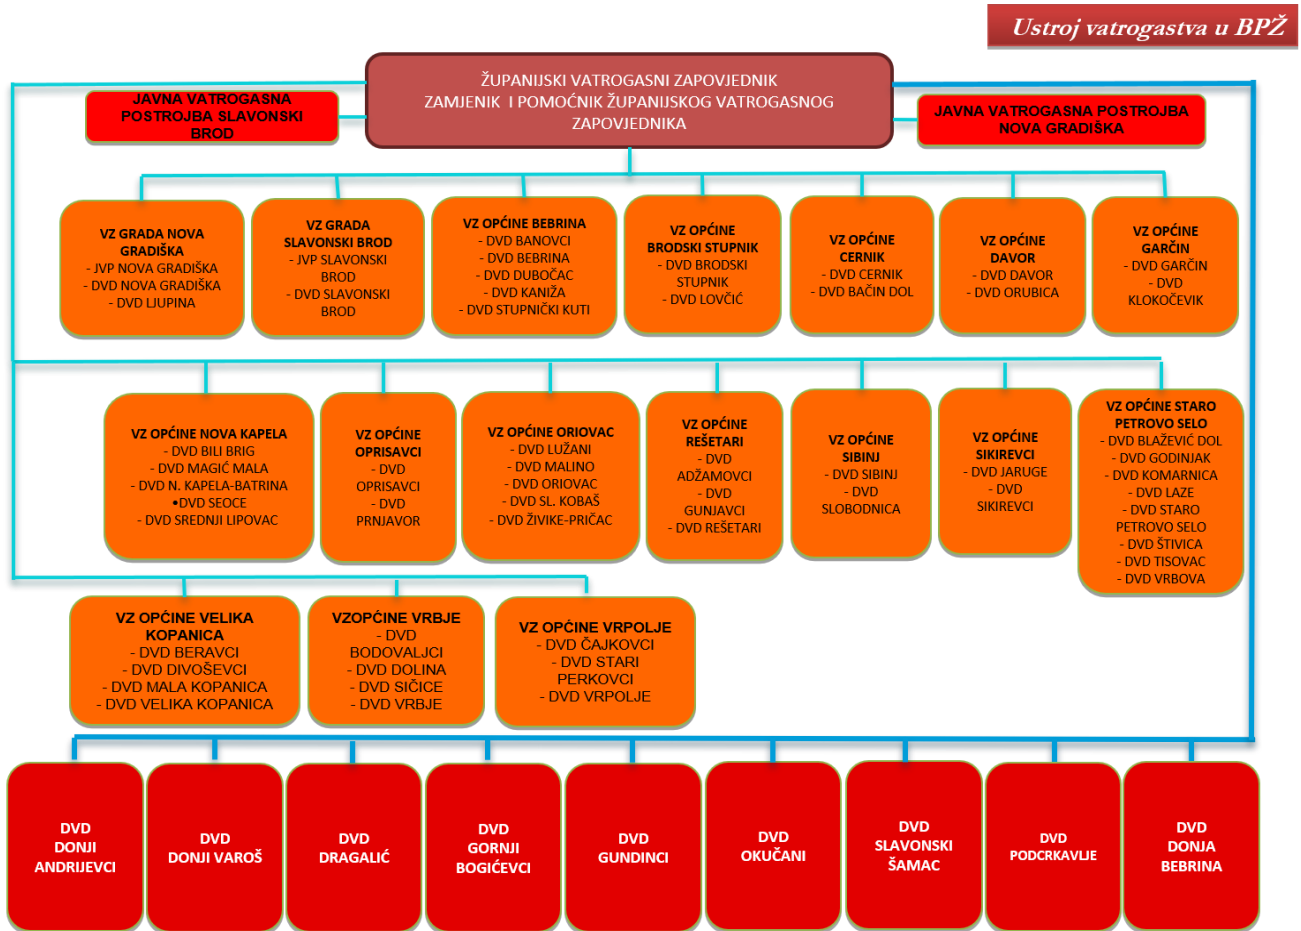 Ustroj vatrogastva u BPŽ
ŽUPANIJSKI VATROGASNI ZAPOVJEDNIK
ZAMJENIK I POMOĆNIK ŽUPANIJSKOG VATROGASNOG
ZAPOVJEDNIKA
JAVNA VATROGASNA
POSTROJBA SLAVONSKI
BROD
JAVNA VATROGASNA POSTROJBA
NOVA GRADIŠKA
VZ GRADA NOVA
GRADIŠKA
- JVP NOVA GRADIŠKA
- DVD NOVA GRADIŠKA
- DVD LJUPINA
VZ GRADA
SLAVONSKI BROD
- JVP SLAVONSKI
BROD
- DVD SLAVONSKI
BROD
VZ OPĆINE BEBRINA
- DVD BANOVCI
- DVD BEBRINA
- DVD DUBOČAC
- DVD KANIŽA
- DVD STUPNIČKI KUTI
VZ OPĆINE
BRODSKI STUPNIK
- DVD BRODSKI
STUPNIK
- DVD LOVČIĆ
VZ OPĆINE
CERNIK
- DVD CERNIK
- DVD BAČIN DOL
VZ OPĆINE
DAVOR
- DVD DAVOR
- DVD ORUBICA
VZ OPĆINE
GARČIN
- DVD GARČIN
- DVD
KLOKOČEVIK
VZ OPĆINE NOVA KAPELA
- DVD BILI BRIG
- DVD MAGIĆ MALA
- DVD N. KAPELA-BATRINA
•DVD SEOCE
- DVD SREDNJI LIPOVAC
VZ OPĆINE
OPRISAVCI
- DVD
OPRISAVCI
- DVD
PRNJAVOR
VZ OPĆINE ORIOVAC
- DVD LUŽANI
- DVD MALINO
- DVD ORIOVAC
- DVD SL. KOBAŠ
- DVD ŽIVIKE-PRIČAC
VZ OPĆINE
REŠETARI
- DVD
ADŽAMOVCI
- DVD
GUNJAVCI
- DVD REŠETARI
VZ OPĆINE
SIBINJ
- DVD SIBINJ
- DVD
SLOBODNICA
VZ OPĆINE
SIKIREVCI
- DVD JARUGE
- DVD
SIKIREVCI
VZ OPĆINE STARO
PETROVO SELO
- DVD BLAŽEVIĆ DOL
- DVD GODINJAK
- DVD KOMARNICA
- DVD LAZE
- DVD STARO
PETROVO SELO
- DVD ŠTIVICA
- DVD TISOVAC
- DVD VRBOVA
VZ OPĆINE VELIKA
KOPANICA
- DVD BERAVCI
- DVD DIVOŠEVCI
- DVD MALA KOPANICA
- DVD VELIKA KOPANICA
VZOPĆINE VRBJE
- DVD
BODOVALJCI
- DVD DOLINA
- DVD SIČICE
- DVD VRBJE
VZ OPĆINE VRPOLJE
- DVD ČAJKOVCI
- DVD STARI
PERKOVCI
- DVD VRPOLJE
DVD
DONJI
ANDRIJEVCI
DVD
DONJI VAROŠ
DVD
DRAGALIĆ
DVD
GORNJI
BOGIĆEVCI
DVD
GUNDINCI
DVD
OKUČANI
DVD
SLAVONSKI
ŠAMAC
DVD
PODCRKAVLJE
DVD
DONJA
BEBRINA